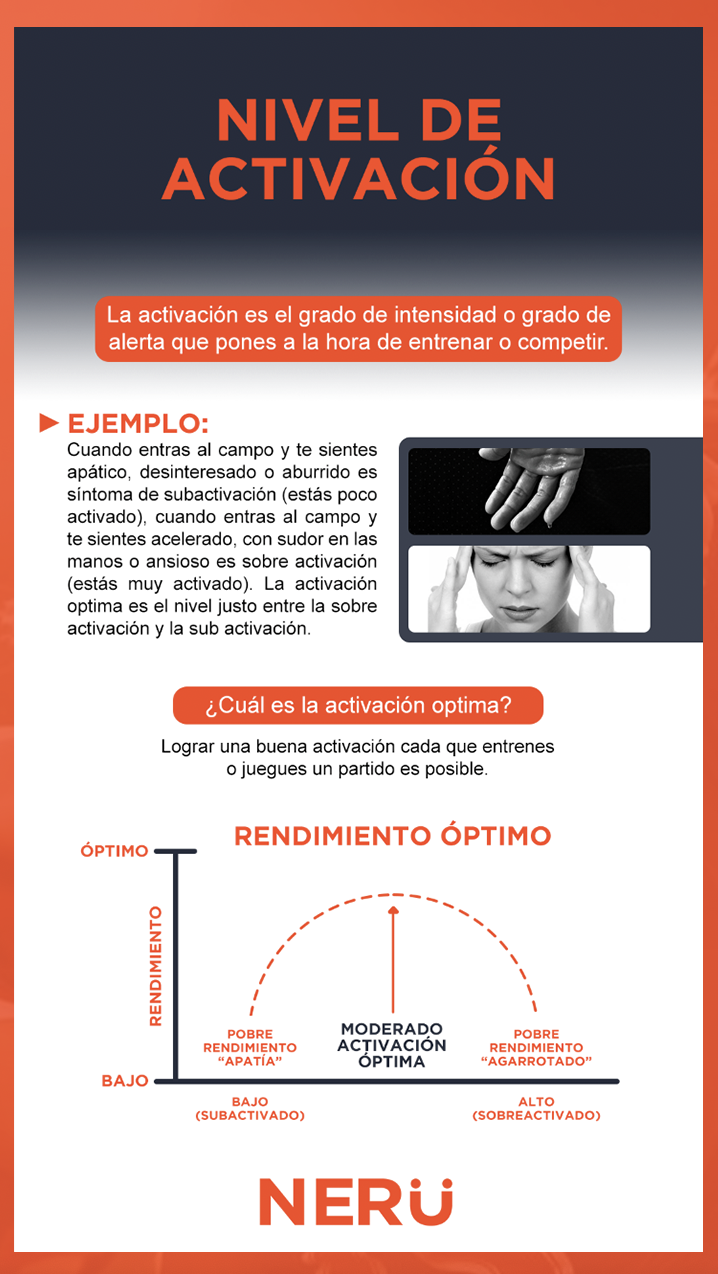 NIVEL DE
ACTIVACIÓN
La activación es el grado de intensidad o grado de
alerta que pones a la hora de entrenar o competir.
EJEMPLO:
Cuando entras al campo y te sientes
apático, desinteresado o aburrido es
síntoma de subactivación (estás poco
activado), cuando entras al campo y
te sientes acelerado, con sudor en las
manos o ansioso es sobre activación
(estás muy activado). La activación
optima es el nivel justo entre la sobre
activación y la sub activación.
¿Cuál es la activación optima?
Lograr una buena activación cada que entrenes
o juegues un partido es posible.
RENDIMIENTO ÓPTIMO
ÓPTIMO
RENDIMIENTO
BAJO
POBRE
RENDIMIENTO
“APATÍA”
MODERADO
ACTIVACIÓN
ÓPTIMA
POBRE
RENDIMIENTO
“AGARROTADO”
BAJO
(SUBACTIVADO)
ALTO
(SOBREACTIVADO)
NERÜ